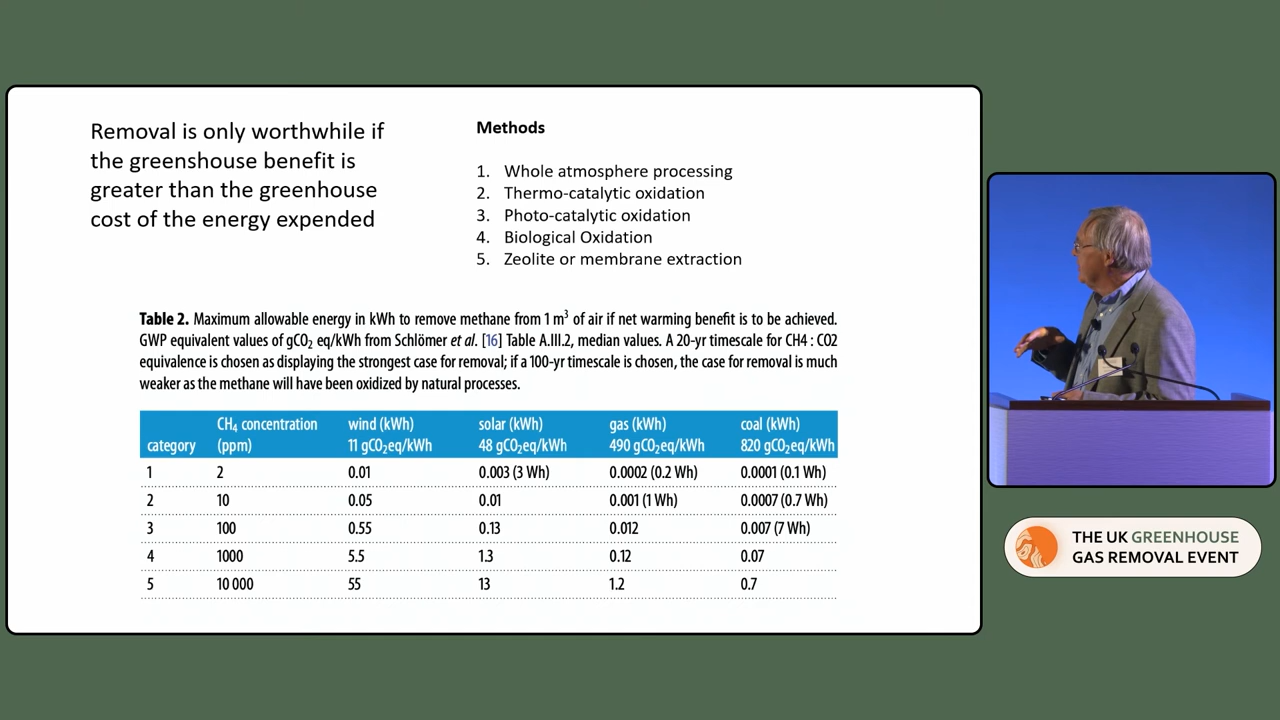 Removal is only worthwhile if
the greenshouse benefit is
greater than the greenhouse
cost of the energy expended
Methods
1. Whole atmosphere processing
2. Thermo-catalytic oxidation
3. Photo-catalytic oxidation
4. Biological Oxidation
5. Zeolite or membrane extraction
Table 2. Maximum allowable energy in kWh to remove methane from 1 m³ of air if net warming benefit is to be achieved.
GWP equivalent values of gCO₂ eq/kWh from Schlömer et al. [16] Table A.III.2, median values. A 20-yr timescale for CH4 : CO2
equivalence is chosen as displaying the strongest case for removal; if a 100-yr timescale is chosen, the case for removal is much
weaker as the methane will have been oxidized by natural processes.
CH₄ concentration wind (kWh) solar (kWh) gas (kWh) coal (kWh)
category (ppm) 11 gCO₂eq/kWh 48 gCO₂eq/kWh 490 gCO₂eq/kWh 820 gCO₂eq/kWh
1 2 0.01 0.003 (3 Wh) 0.0002 (0.2 Wh) 0.0001 (0.1 Wh)
2 10 0.05 0.01 0.001 (1 Wh) 0.0007 (0.7 Wh)
3 100 0.55 0.13 0.012 0.007 (7 Wh)
4 1000 5.5 1.3 0.12 0.07
5 10 000 55 13 1.2 0.7
THE UK GREENHOUSE
GAS REMOVAL EVENT